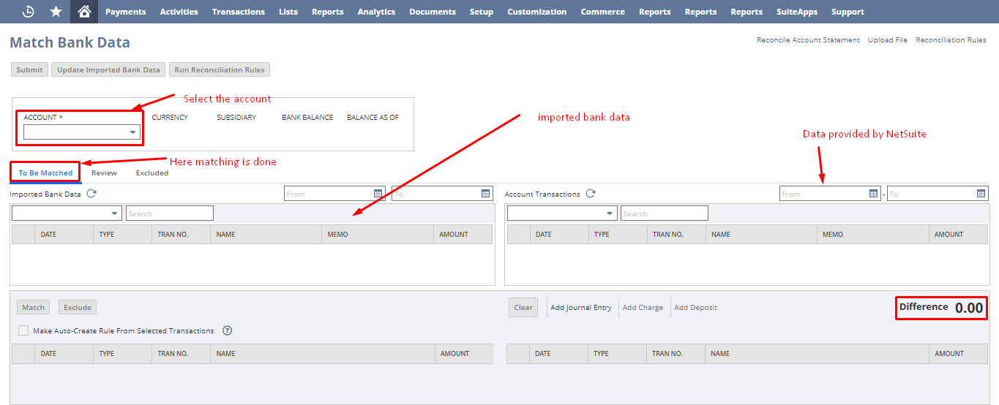 Payments Activities Transactions Lists Reports Analytics Documents Setup Customization Commerce Reports Reports Reports SuiteApps Support
Match Bank Data
Reconcile Account Statement Upload File Reconciliation Rules
Submit Update Imported Bank Data Run Reconciliation Rules
Select the account
ACCOUNT * CURRENCY SUBSIDIARY BANK BALANCE BALANCE AS OF
imported bank data
Data provided by NetSuite
Here matching is done
To Be Matched Review Excluded
Imported Bank Data From - To Account Transactions From - To
Search Search
DATE TYPE TRAN NO. NAME MEMO AMOUNT DATE TYPE TRAN NO. NAME MEMO AMOUNT
Match Exclude Clear Add Journal Entry Add Charge Add Deposit Difference 0.00
Make Auto-Create Rule From Selected Transactions ?
DATE TYPE TRAN NO. NAME AMOUNT DATE TYPE TRAN NO. NAME AMOUNT